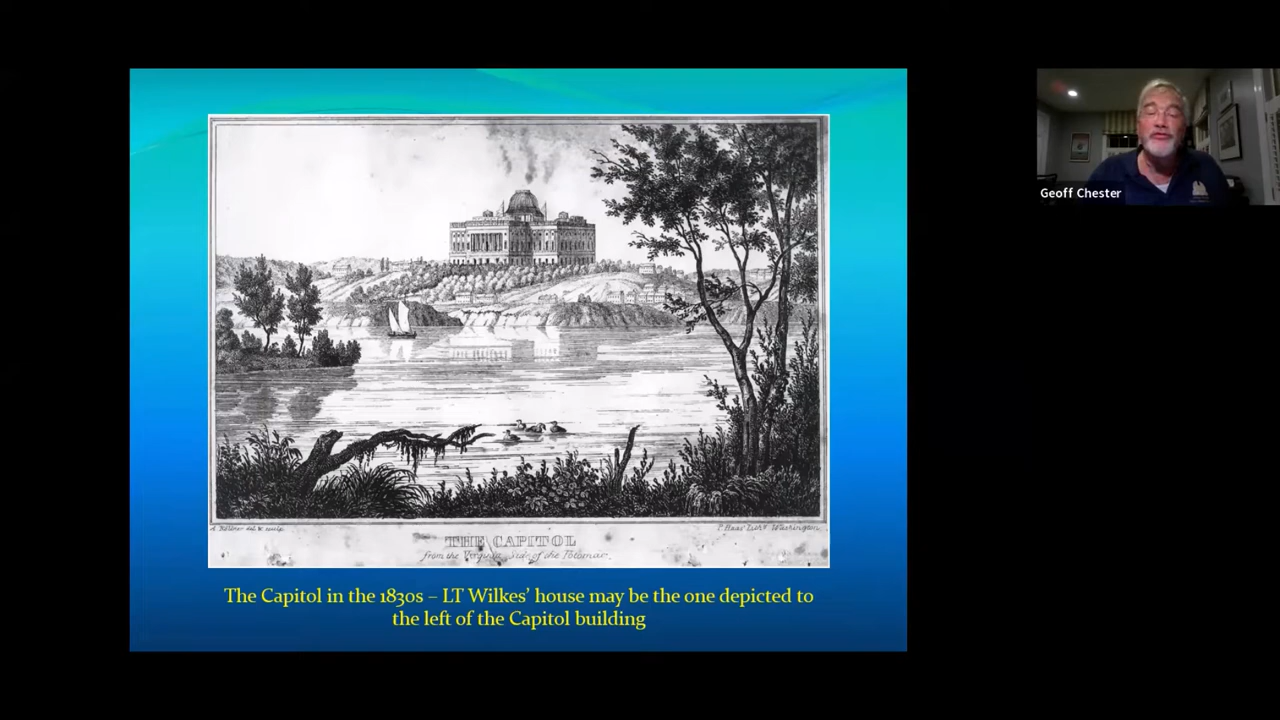 THE CAPITOL
from the Virginia Side of the Potomac
The Capitol in the 1830s – LT Wilkes' house may be the one depicted to
the left of the Capitol building
Geoff Chester